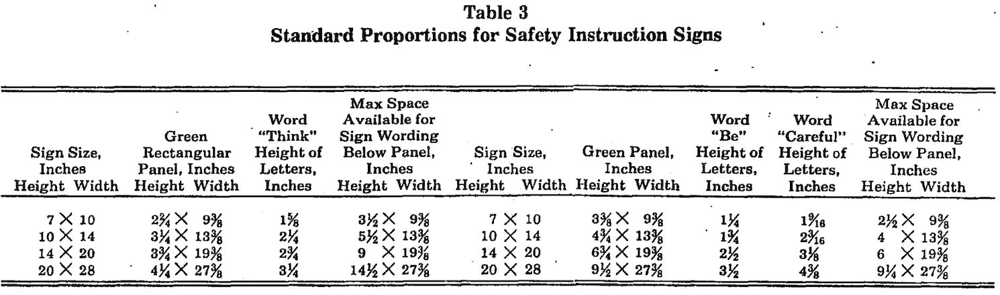 Table 3
Standard Proportions for Safety Instruction Signs
Max Space Max Space
Word Available for Word Word Available for
Green “Think” Sign Wording “Be” “Careful” Sign Wording
Sign Size, Rectangular Height of Below Panel, Sign Size, Green Panel, Height of Height of Below Panel,
Inches Panel, Inches Letters, Inches Inches Inches Letters, Letters, Inches
Height Width Height Width Inches Height Width Height Width Height Width Inches Inches Height Width
7 × 10 2¾ × 9⅜ 1⅝ 3½ × 9⅜ 7 × 10 3⅜ × 9⅜ 1¼ 1⁹⁄₁₆ 2½ × 9⅜
10 × 14 3¼ × 13⅜ 2¼ 5½ × 13⅜ 10 × 14 4¾ × 13⅜ 1¾ 2³⁄₁₆ 4 × 13⅜
14 × 20 3¾ × 19⅜ 2¾ 9 × 19⅜ 14 × 20 6¾ × 19⅜ 2½ 3⅛ 6 × 19⅜
20 × 28 4¼ × 27⅜ 3¼ 14½ × 27⅜ 20 × 28 9½ × 27⅜ 3½ 4⅜ 9¼ × 27⅜